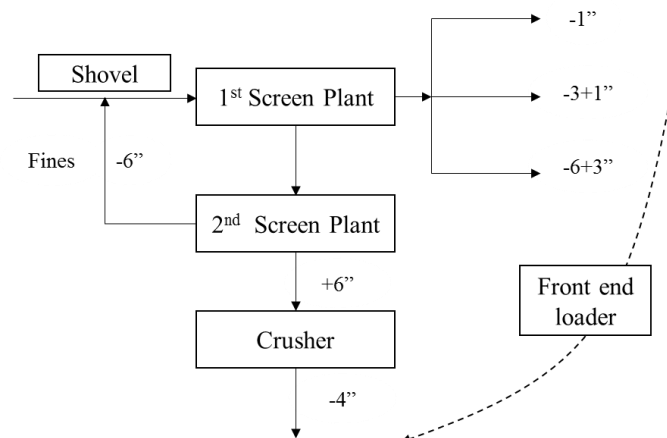 -1”
Shovel
1st Screen Plant
-3+1”
Fines
-6”
-6+3”
2nd Screen Plant
+6”
Front end
loader
Crusher
-4”